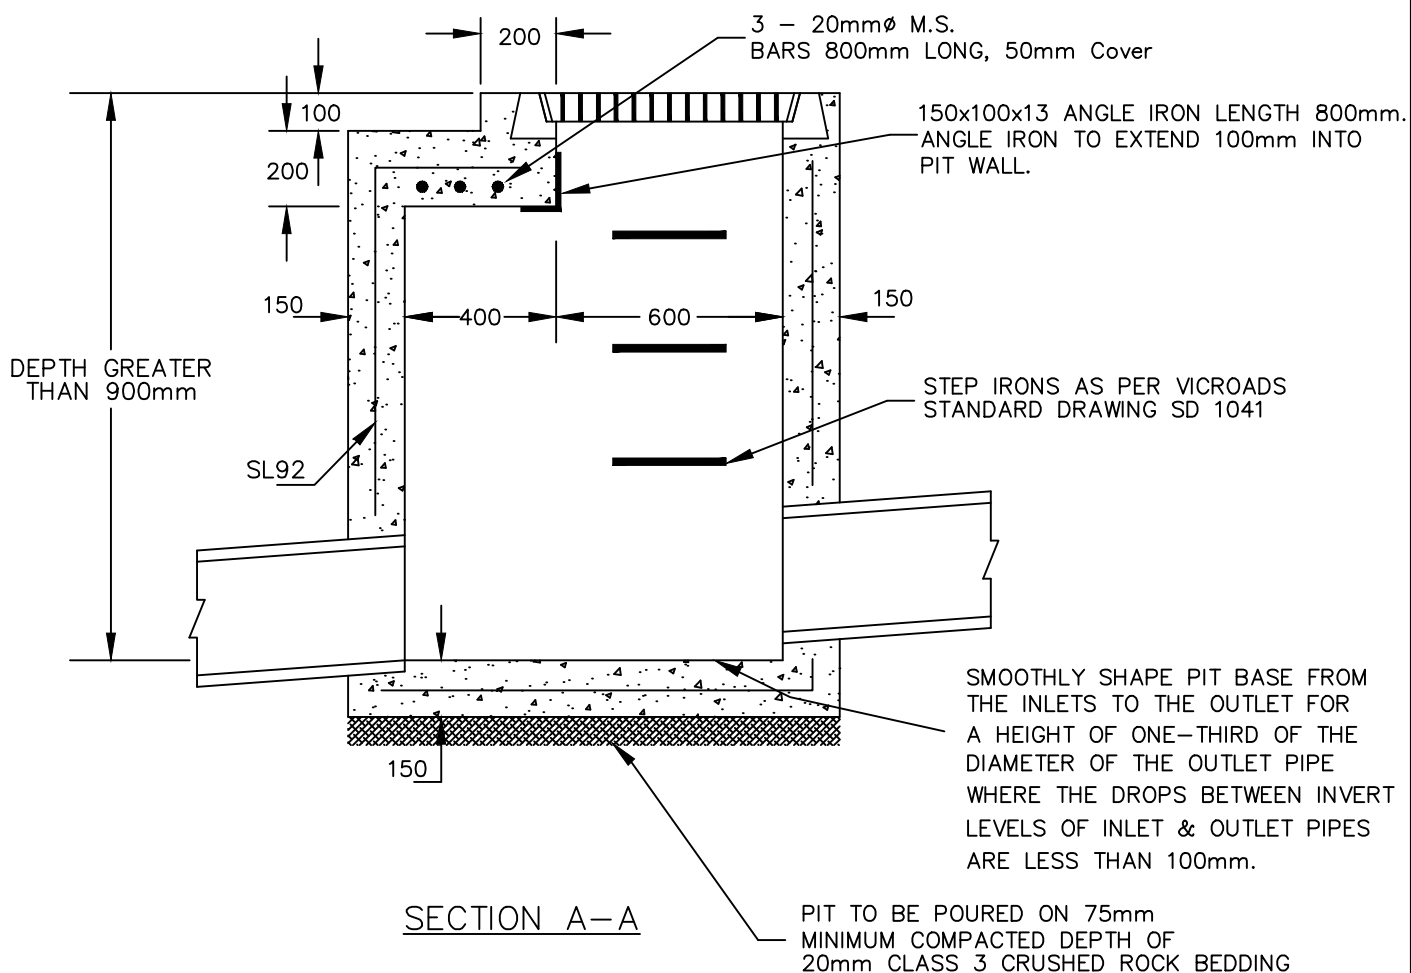 200
3 - 20mmø M.S.
BARS 800mm LONG, 50mm Cover
100
150x100x13 ANGLE IRON LENGTH 800mm.
ANGLE IRON TO EXTEND 100mm INTO
PIT WALL.
200
150
400
600
150
DEPTH GREATER
THAN 900mm
STEP IRONS AS PER VICROADS
STANDARD DRAWING SD 1041
SL92
SMOOTHLY SHAPE PIT BASE FROM
THE INLETS TO THE OUTLET FOR
A HEIGHT OF ONE-THIRD OF THE
DIAMETER OF THE OUTLET PIPE
WHERE THE DROPS BETWEEN INVERT
LEVELS OF INLET & OUTLET PIPES
ARE LESS THAN 100mm.
150
SECTION A-A
PIT TO BE POURED ON 75mm
MINIMUM COMPACTED DEPTH OF
20mm CLASS 3 CRUSHED ROCK BEDDING